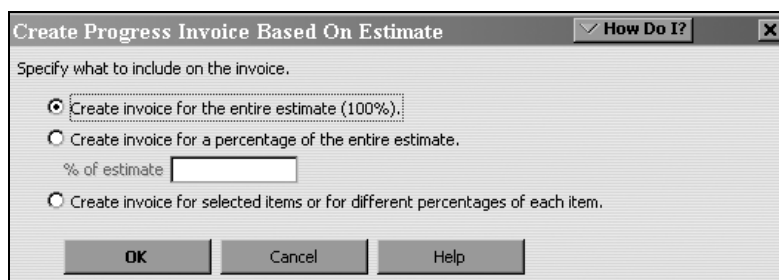 Create Progress Invoice Based On Estimate How Do I?
Specify what to include on the invoice.
Create invoice for the entire estimate (100%).
Create invoice for a percentage of the entire estimate.
% of estimate
Create invoice for selected items or for different percentages of each item.
OK Cancel Help